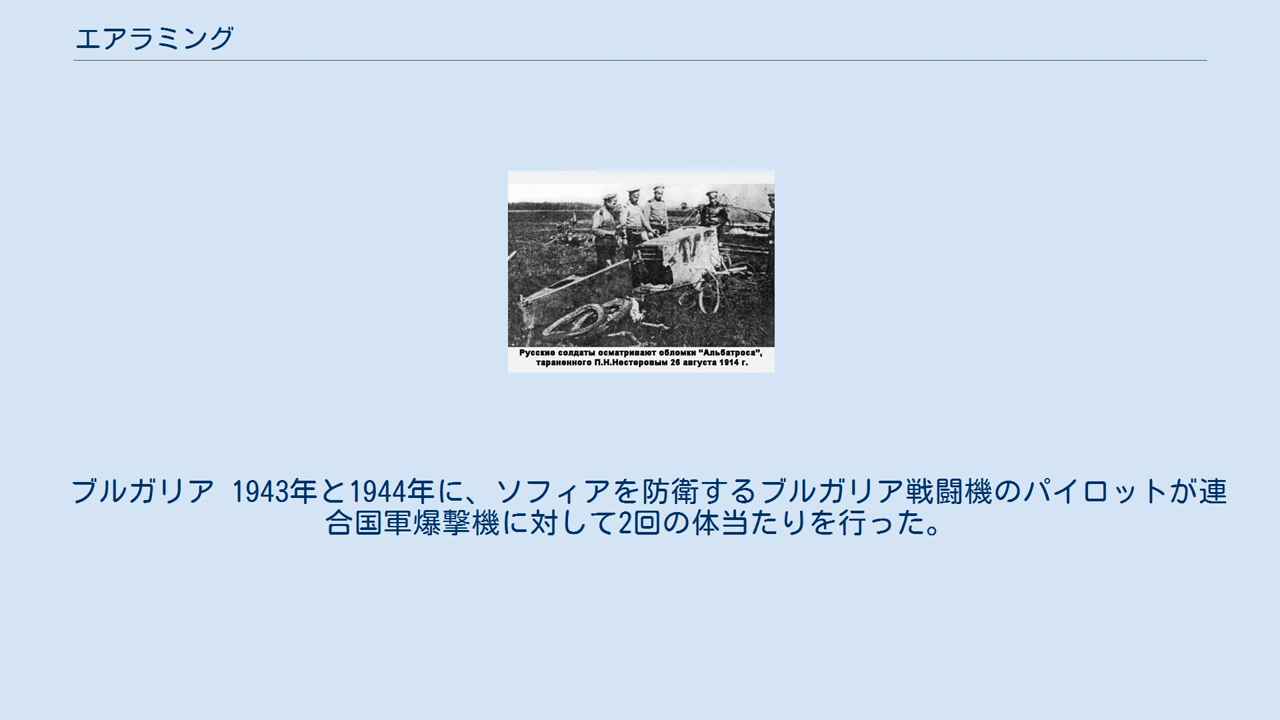 エアラミング
Русские солдаты осматривают обломки "Альбатроса",
тараненного П.Н.Нестеровым 26 августа 1914 г.
ブルガリア 1943年と1944年に、ソフィアを防衛するブルガリア戦闘機のパイロットが連
合国軍爆撃機に対して2回の体当たりを行った。